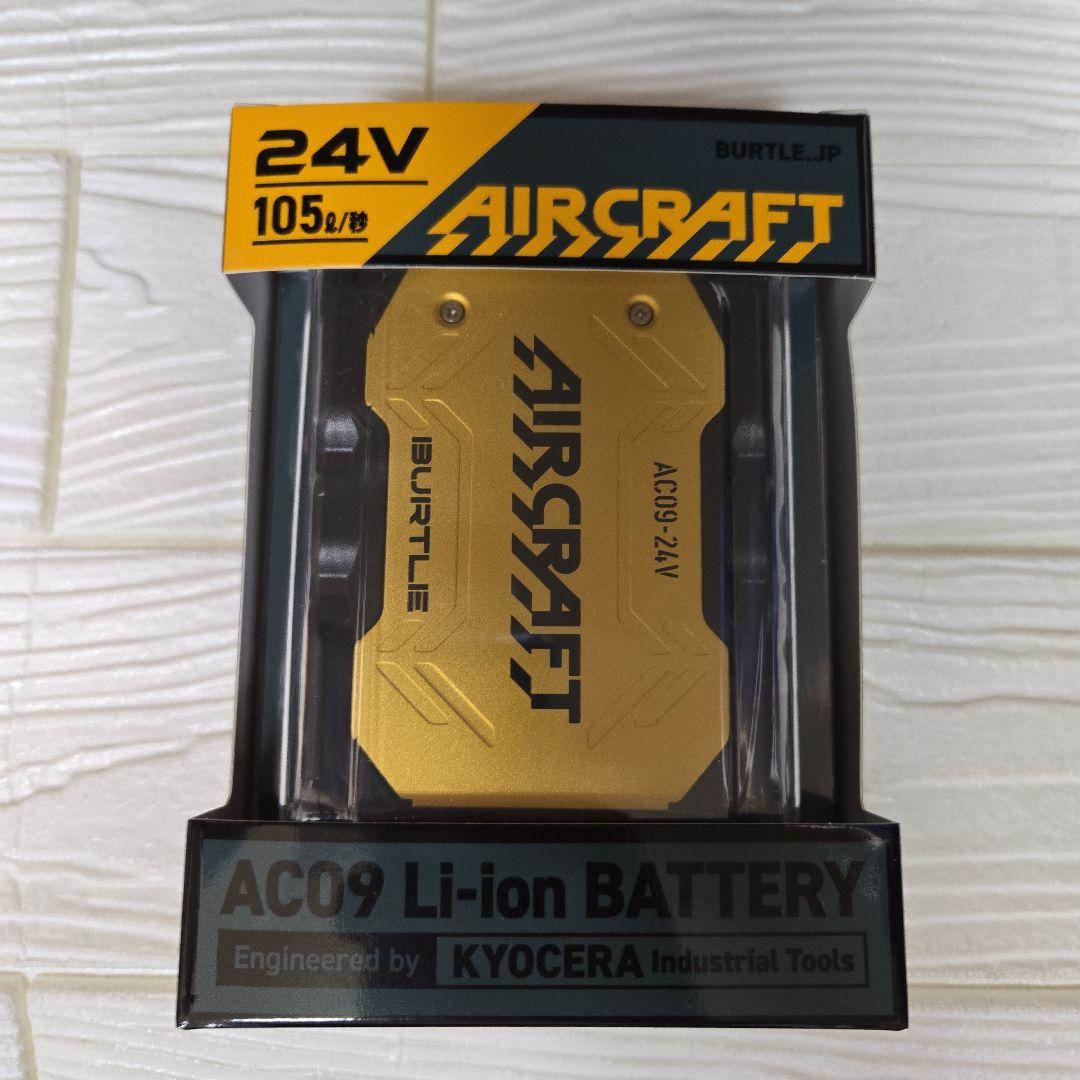 24V
105ℓ/秒
BURTLE.JP
AIRCRAFT
AIRCRAFT
BURTLE
AC09-24V
AC09 Li-ion BATTERY
Engineered by KYOCERA Industrial Tools